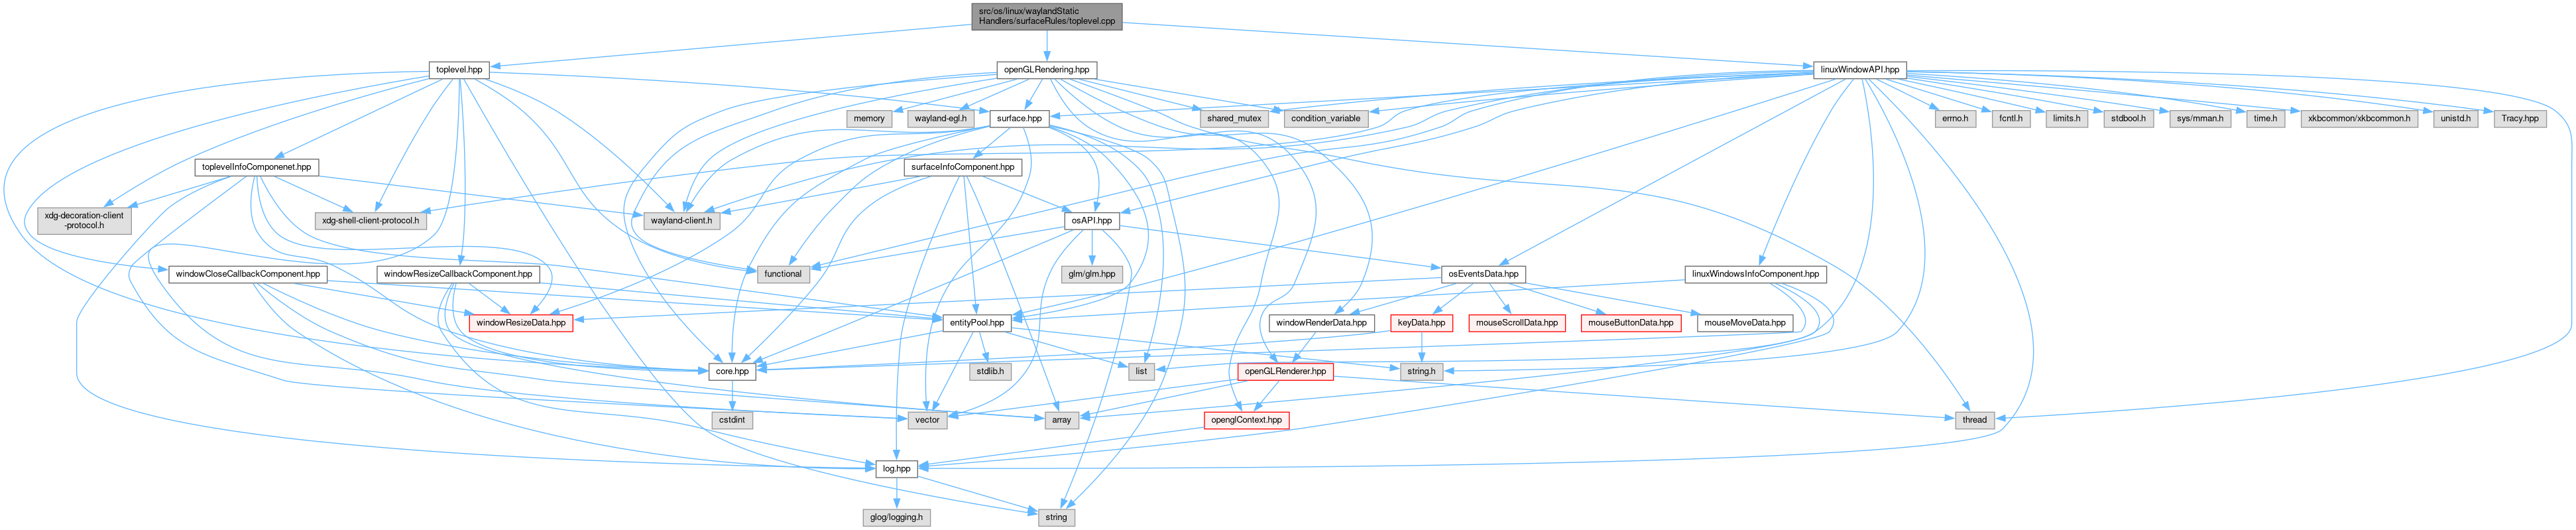 src/os/linux/waylandStatic
Handlers/surfaceRules/toplevel.cpp
toplevel.hpp
openGLRendering.hpp
linuxWindowAPI.hpp
memory
wayland-egl.h
surface.hpp
shared_mutex
condition_variable
errno.h
fcntl.h
limits.h
stdbool.h
sys/mman.h
time.h
xkbcommon/xkbcommon.h
unistd.h
Tracy.hpp
toplevelInfoComponenet.hpp
surfaceInfoComponent.hpp
xdg-decoration-client
-protocol.h
xdg-shell-client-protocol.h
wayland-client.h
osAPI.hpp
windowCloseCallbackComponent.hpp
windowResizeCallbackComponent.hpp
functional
glm/glm.hpp
osEventsData.hpp
linuxWindowsInfoComponent.hpp
windowResizeData.hpp
entityPool.hpp
windowRenderData.hpp
keyData.hpp
mouseScrollData.hpp
mouseButtonData.hpp
mouseMoveData.hpp
core.hpp
stdlib.h
list
openGLRenderer.hpp
string.h
cstdint
vector
array
openglContext.hpp
thread
log.hpp
glog/logging.h
string